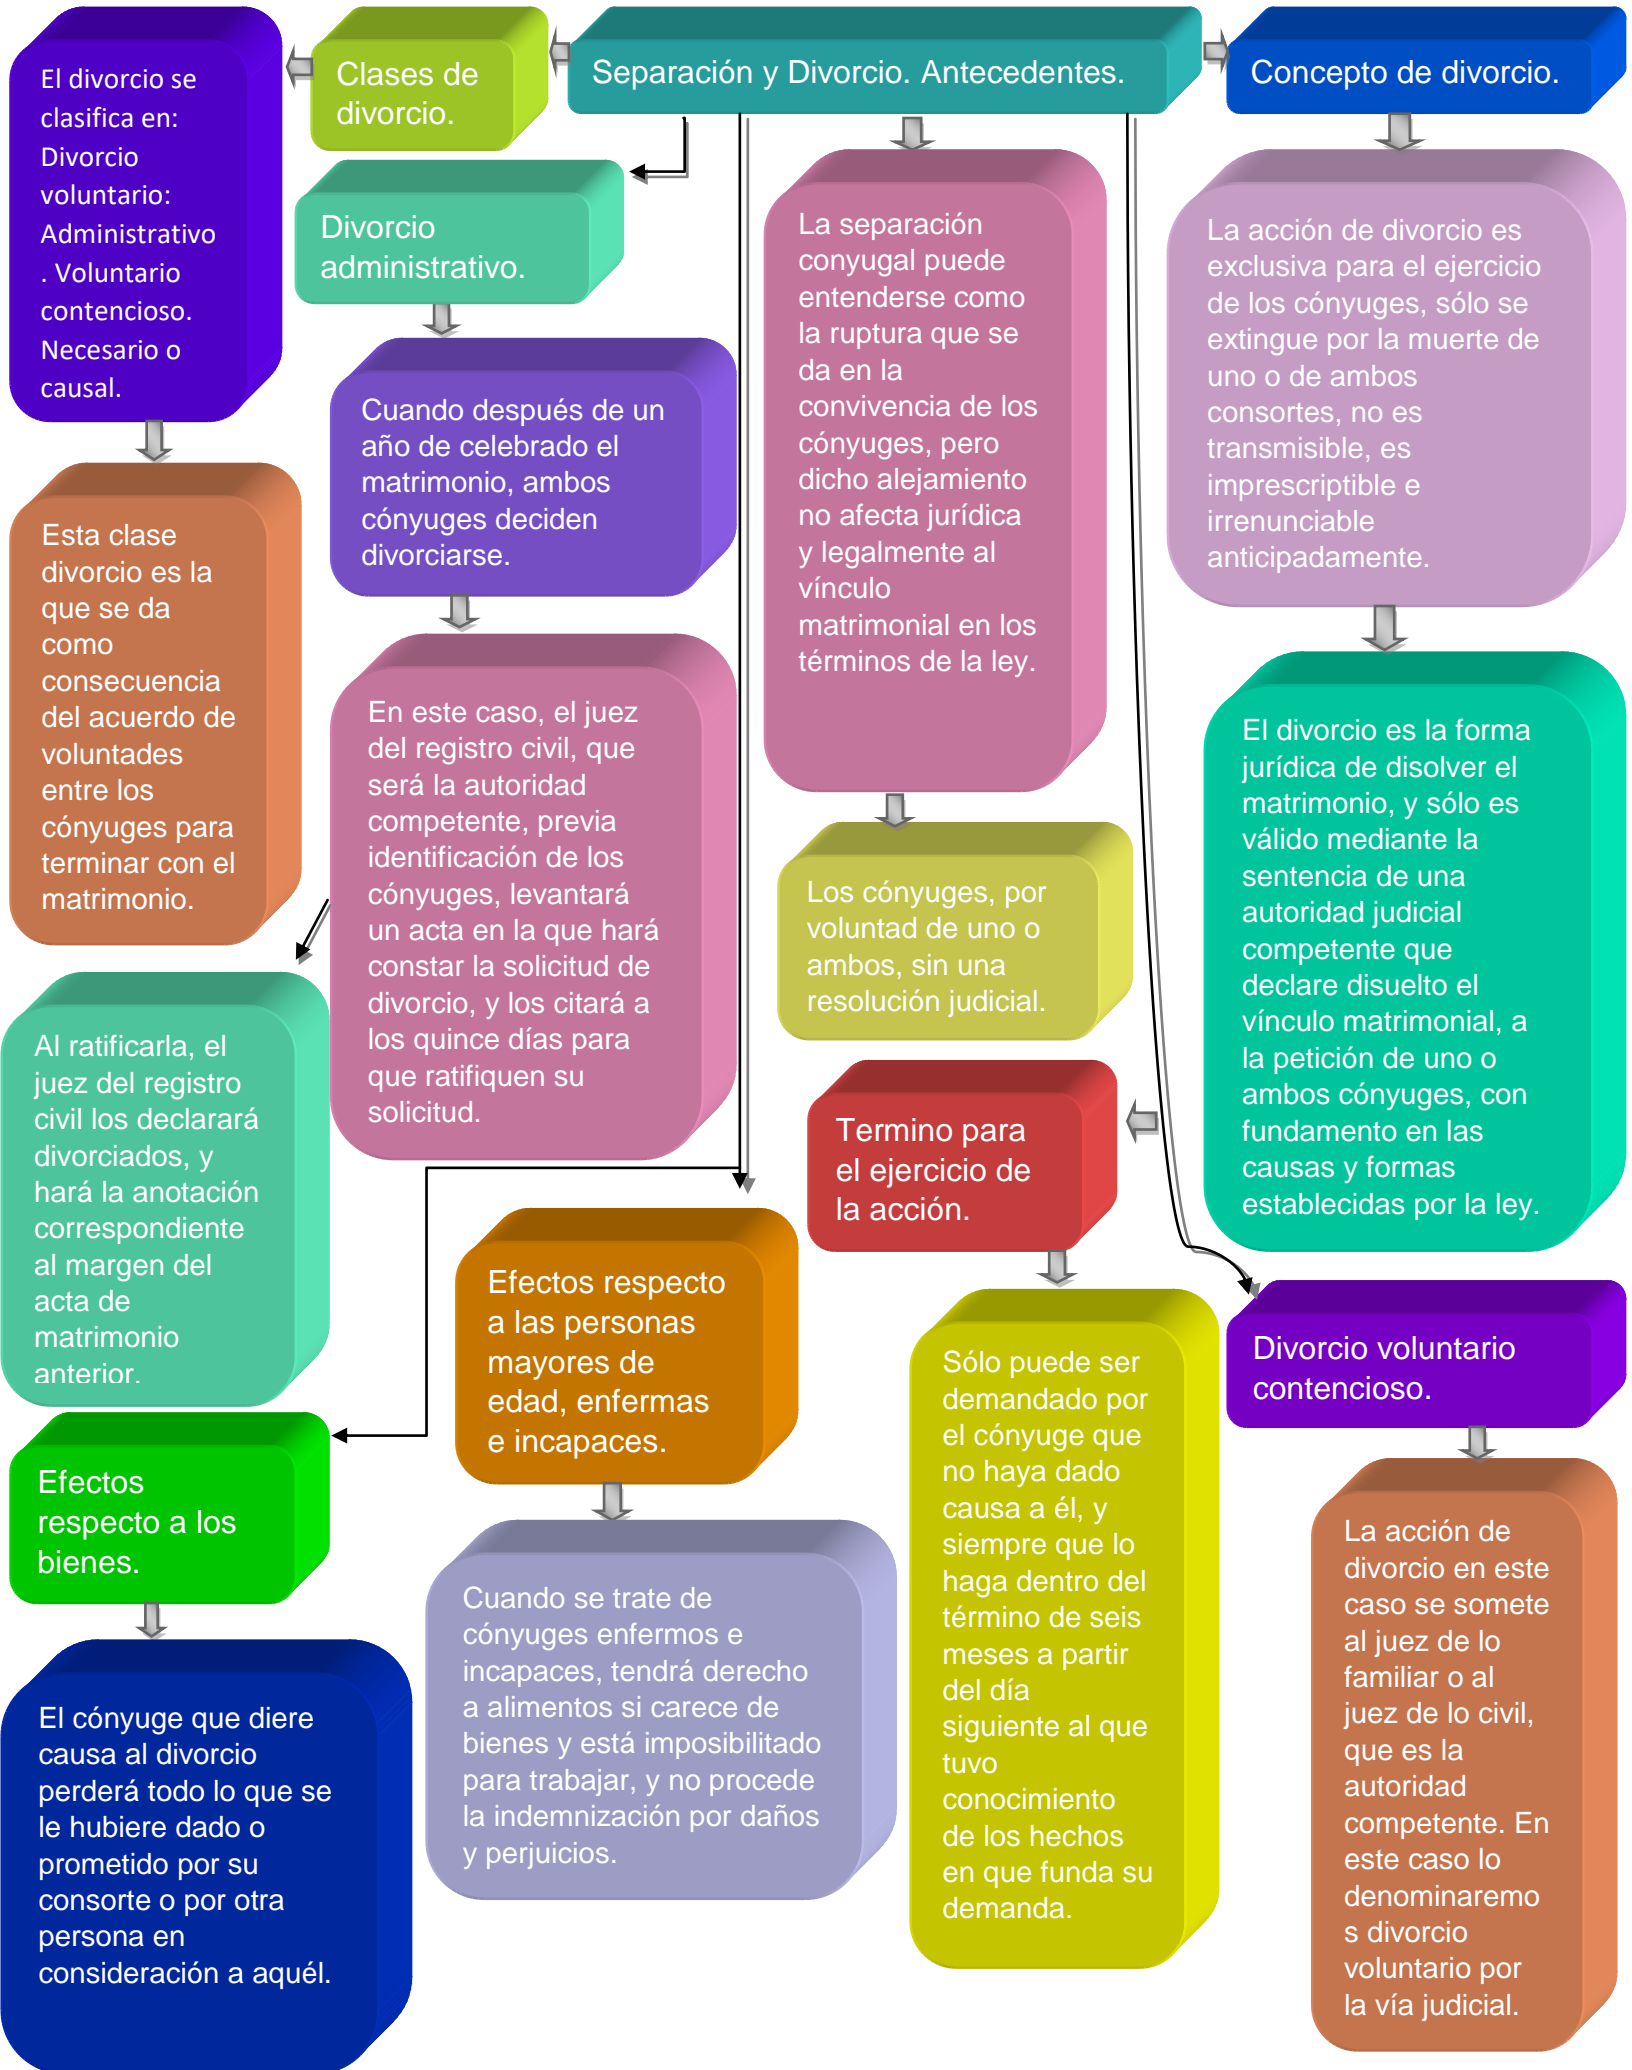 Separación y Divorcio. Antecedentes.
Clases de
divorcio.
El divorcio se
clasifica en:
Divorcio
voluntario:
Administrativo
. Voluntario
contencioso.
Necesario o
causal.
Esta clase
divorcio es la
que se da
como
consecuencia
del acuerdo de
voluntades
entre los
cónyuges para
terminar con el
matrimonio.
Divorcio
administrativo.
Cuando después de un
año de celebrado el
matrimonio, ambos
cónyuges deciden
divorciarse.
En este caso, el juez
del registro civil, que
será la autoridad
competente, previa
identificación de los
cónyuges, levantará
un acta en la que hará
constar la solicitud de
divorcio, y los citará a
los quince días para
que ratifiquen su
solicitud.
Al ratificarla, el
juez del registro
civil los declarará
divorciados, y
hará la anotación
correspondiente
al margen del
acta de
matrimonio
anterior.
La separación
conyugal puede
entenderse como
la ruptura que se
da en la
convivencia de los
cónyuges, pero
dicho alejamiento
no afecta jurídica
y legalmente al
vínculo
matrimonial en los
términos de la ley.
Los cónyuges, por
voluntad de uno o
ambos, sin una
resolución judicial.
Concepto de divorcio.
La acción de divorcio es
exclusiva para el ejercicio
de los cónyuges, sólo se
extingue por la muerte de
uno o de ambos
consortes, no es
transmisible, es
imprescriptible e
irrenunciable
anticipadamente.
El divorcio es la forma
jurídica de disolver el
matrimonio, y sólo es
válido mediante la
sentencia de una
autoridad judicial
competente que
declare disuelto el
vínculo matrimonial, a
la petición de uno o
ambos cónyuges, con
fundamento en las
causas y formas
establecidas por la ley.
Termino para
el ejercicio de
la acción.
Sólo puede ser
demandado por
el cónyuge que
no haya dado
causa a él, y
siempre que lo
haga dentro del
término de seis
meses a partir
del día
siguiente al que
tuvo
conocimiento
de los hechos
en que funda su
demanda.
Divorcio voluntario
contencioso.
La acción de
divorcio en este
caso se somete
al juez de lo
familiar o al
juez de lo civil,
que es la
autoridad
competente. En
este caso lo
denominaremo
s divorcio
voluntario por
la vía judicial.
Efectos respecto
a las personas
mayores de
edad, enfermas
e incapaces.
Cuando se trate de
cónyuges enfermos e
incapaces, tendrá derecho
a alimentos si carece de
bienes y está imposibilitado
para trabajar, y no procede
la indemnización por daños
y perjuicios.
Efectos
respecto a los
bienes.
El cónyuge que diere
causa al divorcio
perderá todo lo que se
le hubiere dado o
prometido por su
consorte o por otra
persona en
consideración a aquél.